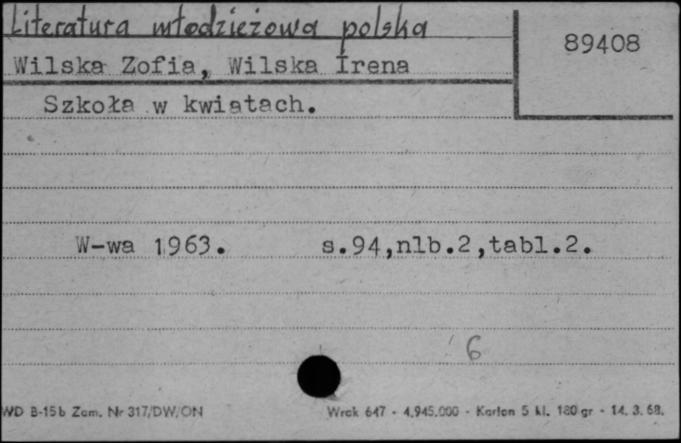 Literatura młodzieżowa polska
89408
Wilska Zofia, Wilska Irena
Szkoła w kwiatach.
W-wa 1963. s.94,nlb.2,tabl.2.
6
WD B-15b Zam. Nr 317/DW/ON Wrck 647 - 4.945.000 - Karton 5 kl. 180 gr - 14. 3. 68.